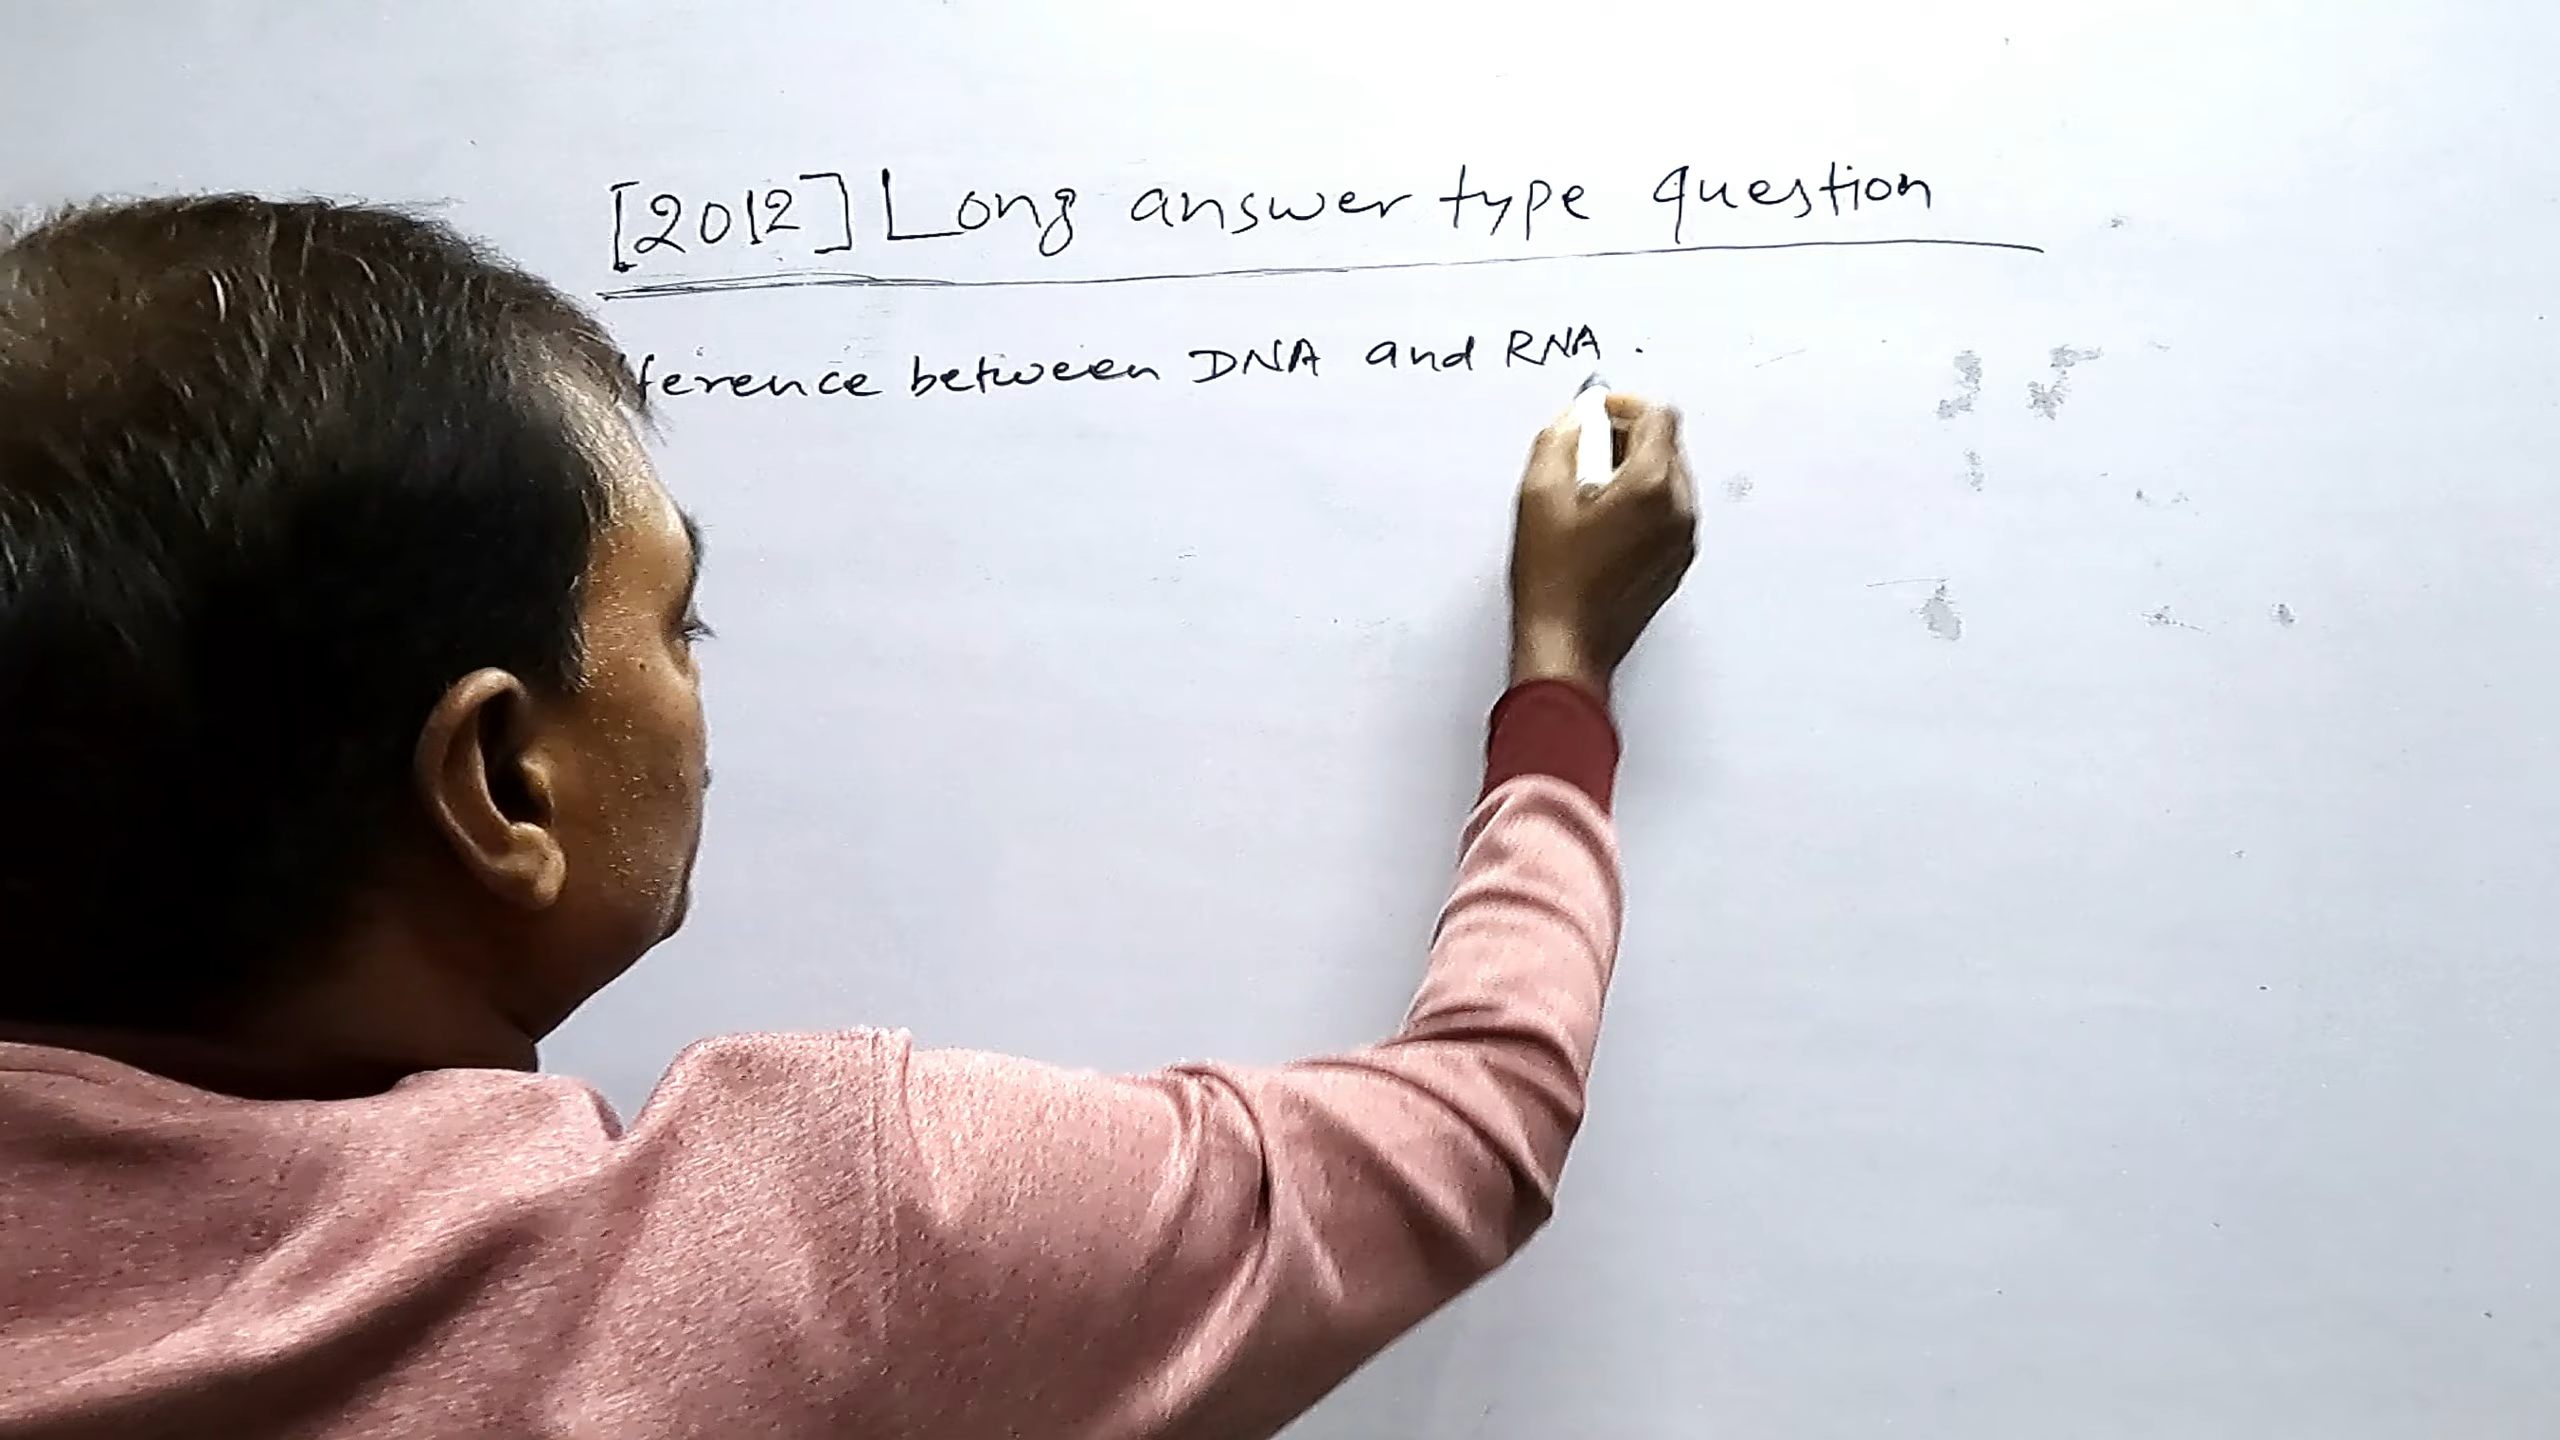 [2012] Long answer type question
ference between DNA and RNA.